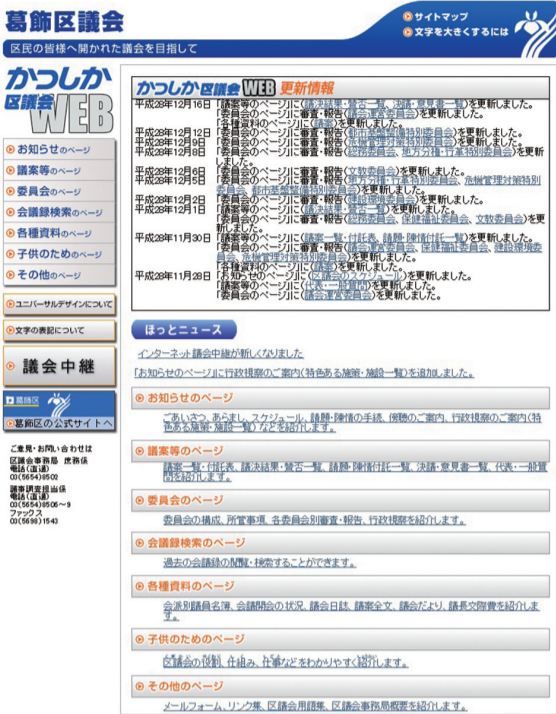 葛飾区議会
区民の皆様へ開かれた議会を目指して
サイトマップ
文字を大きくするには
かつしか
区議会
WEB
お知らせのページ
議案等のページ
委員会のページ
会議録検索のページ
各種資料のページ
子供のためのページ
その他のページ
ユニバーサルデザインについて
文字の表記について
議会中継
葛飾区
葛飾区の公式サイトへ
ご意見・お問い合わせは
区議会事務局 庶務係
電話(直通)
03(5654)8502
議事調査担当係
電話(直通)
03(5654)8506～9
ファックス
03(5698)1543
かつしか区議会WEB 更新情報
平成28年12月16日「議案等のページ」に(議決結果・賛否一覧、決議・意見書一覧)を更新しました。
「委員会のページ」に審査・報告(議会運営委員会)を更新しました。
「各種資料のページ」に(議案)を更新しました。
平成28年12月12日「委員会のページ」に審査・報告(都市基盤整備特別委員会)を更新しました。
平成28年12月9日 「委員会のページ」に審査・報告(危機管理対策特別委員会)を更新しました。
平成28年12月8日 「委員会のページ」に審査・報告(総務委員会、地方分権・行革特別委員会)を更新
しました。
平成28年12月6日 「委員会のページ」に審査・報告(文教委員会)を更新しました。
平成28年12月5日 「委員会のページ」に審査・報告(地方分権・行革特別委員会、危機管理対策特別
委員会、都市基盤整備特別委員会)を更新しました。
平成28年12月2日 「委員会のページ」に審査・報告(建設環境委員会)を更新しました。
平成28年12月1日 「議案等のページ」に(議決結果・賛否一覧)を更新しました。
「委員会のページ」に審査・報告(総務委員会、保健福祉委員会、文教委員会)を更
新しました。
平成28年11月30日「議案等のページ」に(議案一覧・付託表、請願・陳情付託一覧)を更新しました。
「委員会のページ」に審査・報告(議会運営委員会、保健福祉委員会、建設環境委
員会、危機管理対策特別委員会)を更新しました。
「各種資料のページ」に(議案)を更新しました。
平成28年11月28日「お知らせのページ」に(区議会のスケジュール)を更新しました。
「議案等のページ」に(代表・一般質問)を更新しました。
「委員会のページ」に(議会運営委員会)を更新しました。
ほっとニュース
インターネット議会中継が新しくなりました
「お知らせのページ」に行政視察のご案内(特色ある施策・施設一覧)を追加しました。
お知らせのページ
ごあいさつ、あらまし、スケジュール、請願・陳情の手続、傍聴のご案内、行政視察のご案内(特
色ある施策・施設一覧) などを紹介します。
議案等のページ
議案一覧・付託表、議決結果・賛否一覧、請願・陳情付託一覧、決議・意見書一覧、代表・一般質
問を紹介します。
委員会のページ
委員会の構成、所管事項、各委員会別審査・報告、行政視察を紹介します。
会議録検索のページ
過去の会議録の閲覧・検索することができます。
各種資料のページ
会派別議員名簿、会議開会の状況、議会日誌、議案全文、議会だより、議長交際費を紹介しま
す。
子供のためのページ
区議会の役割、仕組み、仕事などをわかりやすく紹介します。
その他のページ
メールフォーム、リンク集、区議会用語集、区議会事務局概要を紹介します。